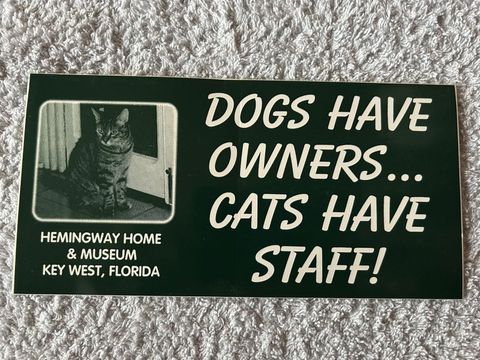 DOGS HAVE
OWNERS...
CATS HAVE
STAFF!
HEMINGWAY HOME
& MUSEUM
KEY WEST, FLORIDA